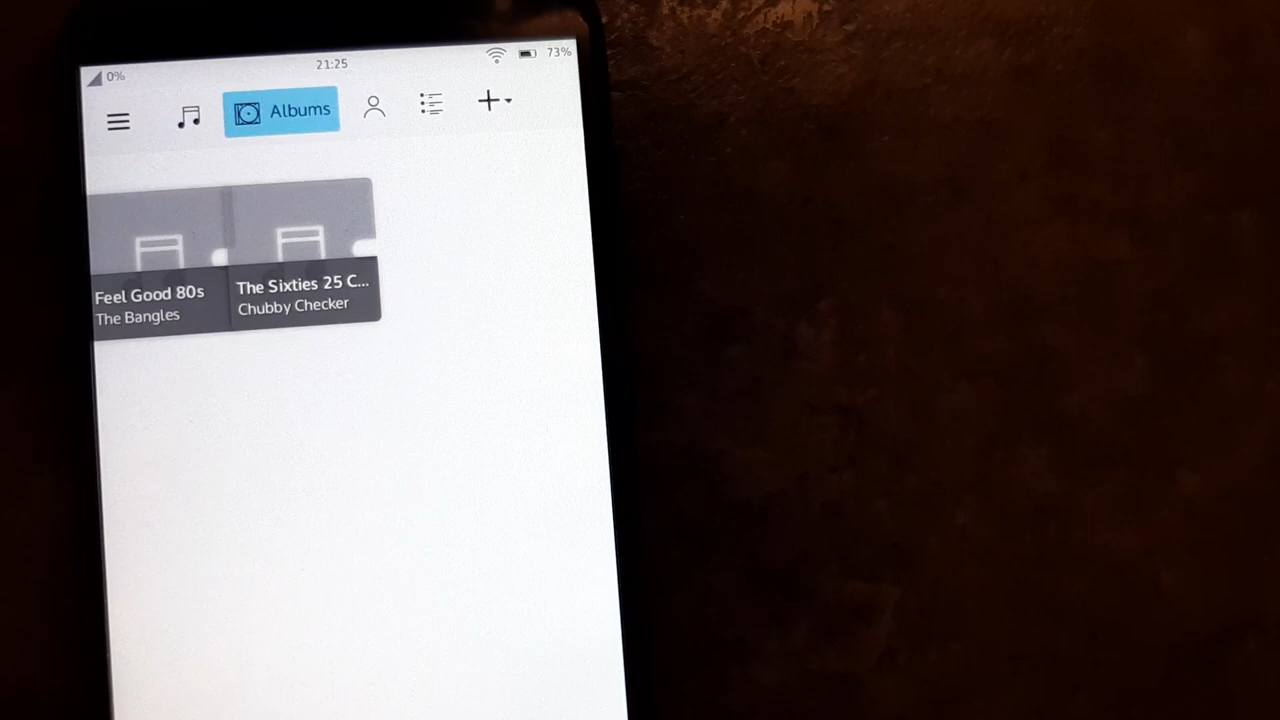 0%
21:25
73%
Albums
Feel Good 80s
The Bangles
The Sixties 25 C...
Chubby Checker